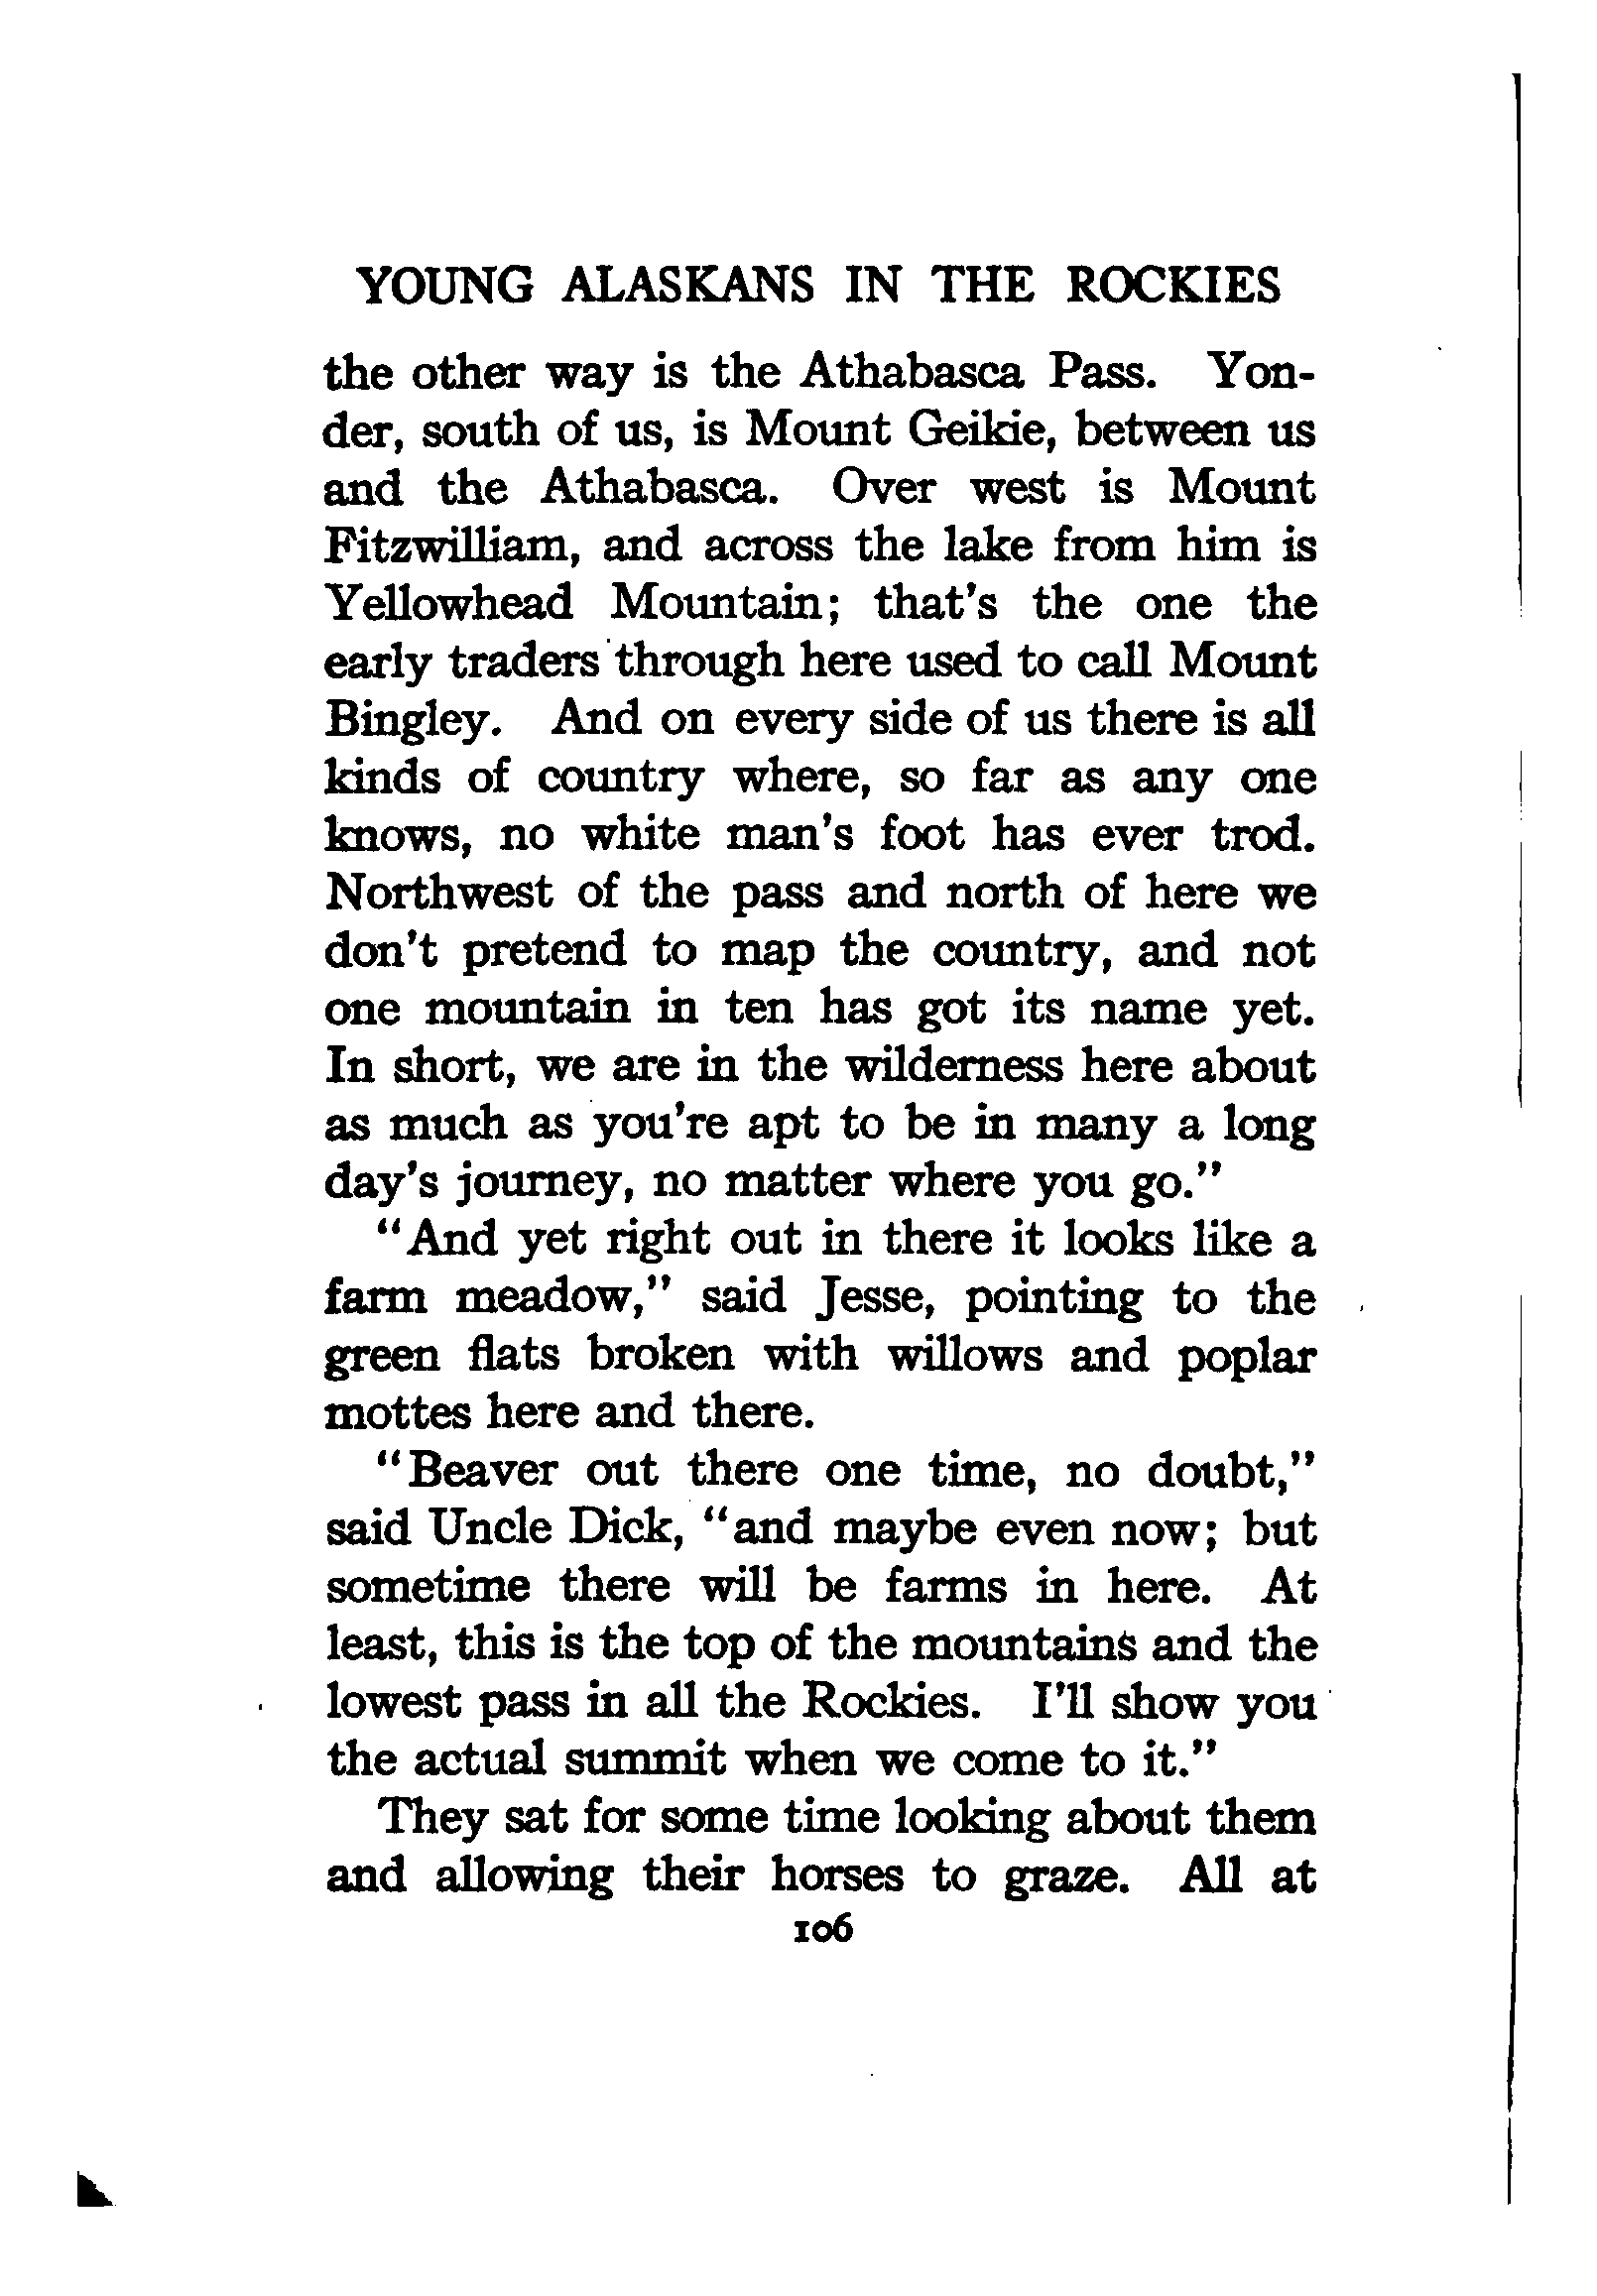 YOUNG ALASKANS IN THE ROCKIES
the other way is the Athabasca Pass. Yon-
der, south of us, is Mount Geikie, between us
and the Athabasca. Over west is Mount
Fitzwilliam, and across the lake from him is
Yellowhead Mountain; that's the one the
early traders through here used to call Mount
Bingley. And on every side of us there is all
kinds of country where, so far as any one
knows, no white man's foot has ever trod.
Northwest of the pass and north of here we
don't pretend to map the country, and not
one mountain in ten has got its name yet.
In short, we are in the wilderness here about
as much as you're apt to be in many a long
day's journey, no matter where you go."
"And yet right out in there it looks like a
farm meadow," said Jesse, pointing to the
green flats broken with willows and poplar
mottes here and there.
"Beaver out there one time, no doubt,"
said Uncle Dick, "and maybe even now; but
sometime there will be farms in here. At
least, this is the top of the mountains and the
lowest pass in all the Rockies. I'll show you
the actual summit when we come to it."
They sat for some time looking about them
and allowing their horses to graze. All at
106